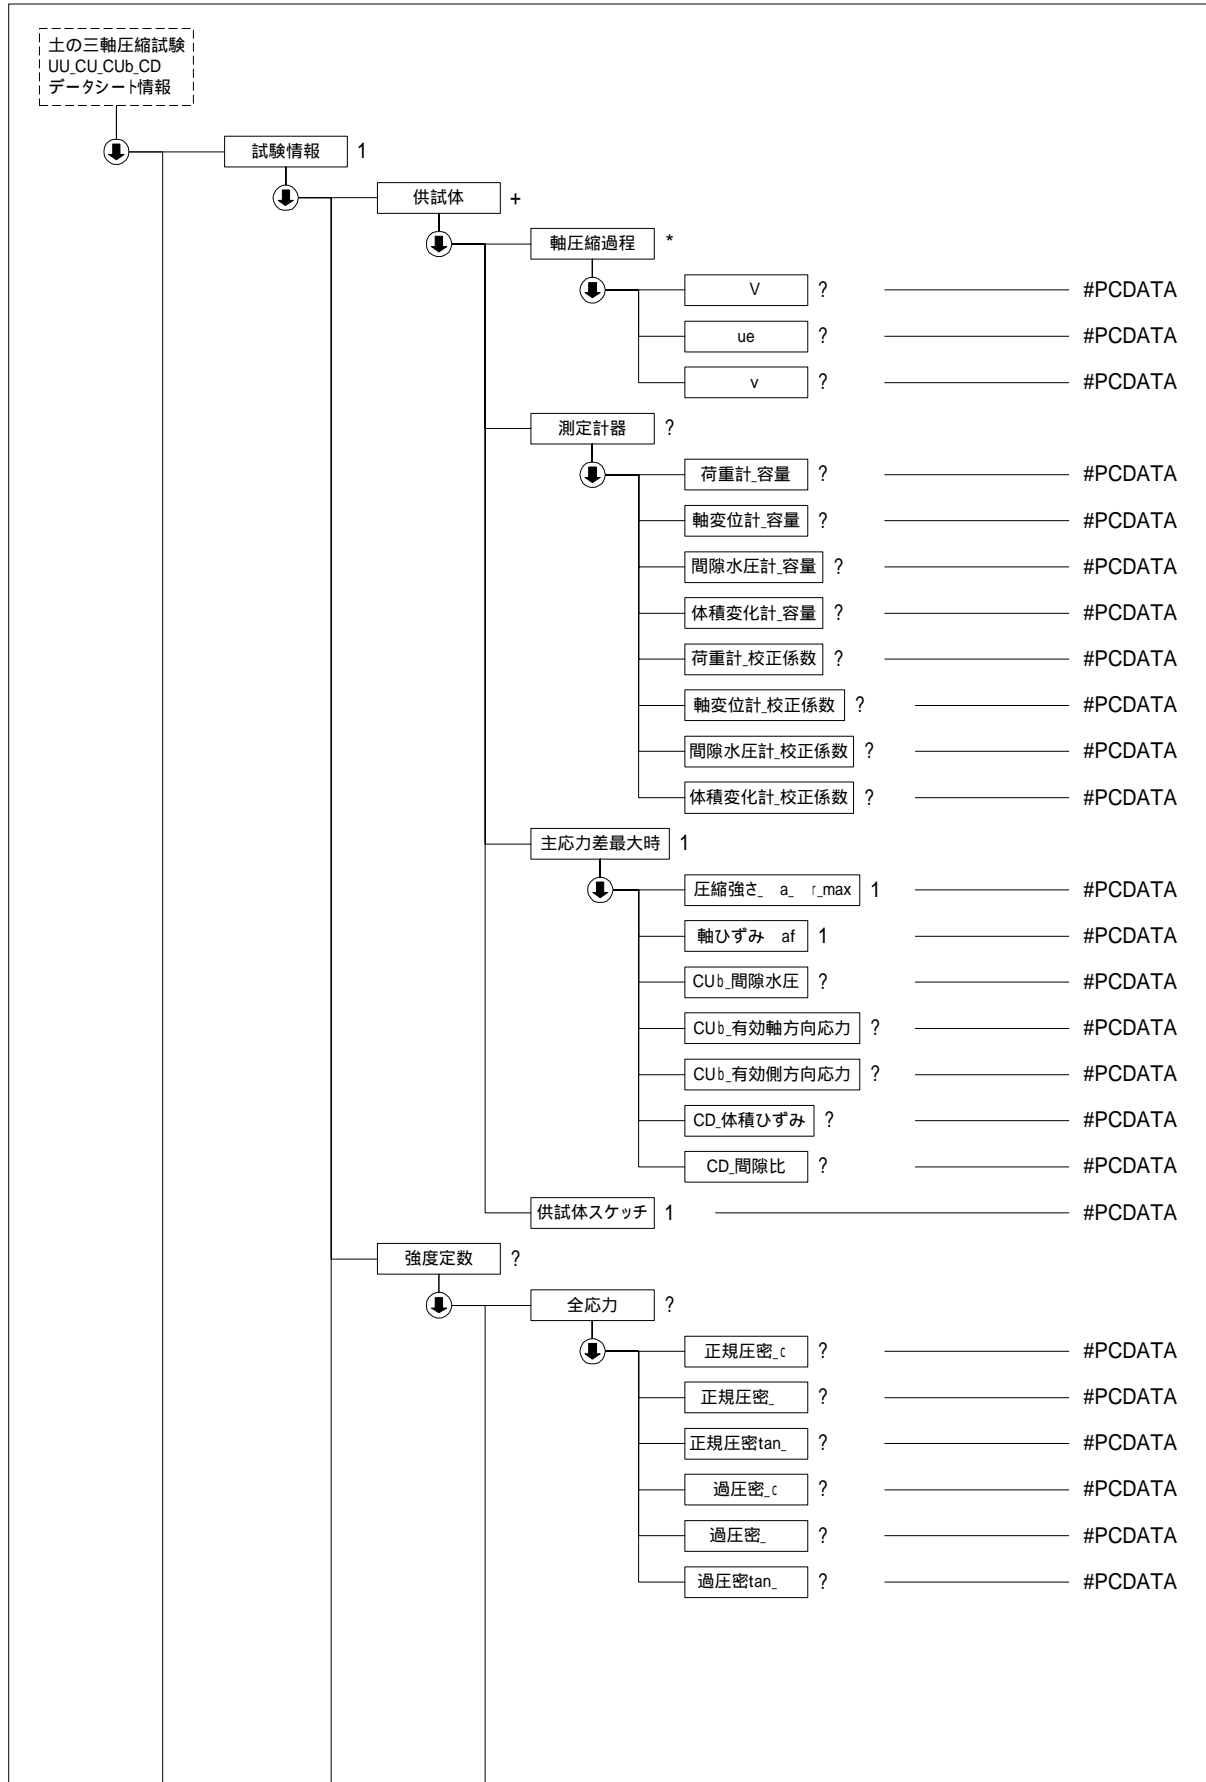 土の三軸圧縮試験
UU_CU_CUb_CD
データシート情報
試験情報 1
供試体 +
軸圧縮過程 *
V ? #PCDATA
ue ? #PCDATA
v ? #PCDATA
測定計器 ?
荷重計_容量 ? #PCDATA
軸変位計_容量 ? #PCDATA
間隙水圧計_容量 ? #PCDATA
体積変化計_容量 ? #PCDATA
荷重計_校正係数 ? #PCDATA
軸変位計_校正係数 ? #PCDATA
間隙水圧計_校正係数 ? #PCDATA
体積変化計_校正係数 ? #PCDATA
主応力差最大時 1
圧縮強さ_ a_ r_max 1 #PCDATA
軸ひずみ af 1 #PCDATA
CUb_間隙水圧 ? #PCDATA
CUb_有効軸方向応力 ? #PCDATA
CUb_有効側方向応力 ? #PCDATA
CD_体積ひずみ ? #PCDATA
CD_間隙比 ? #PCDATA
供試体スケッチ 1 #PCDATA
強度定数 ?
全応力 ?
正規圧密_c ? #PCDATA
正規圧密_ ? #PCDATA
正規圧密tan_ ? #PCDATA
過圧密_c ? #PCDATA
過圧密_ ? #PCDATA
過圧密tan_ ? #PCDATA